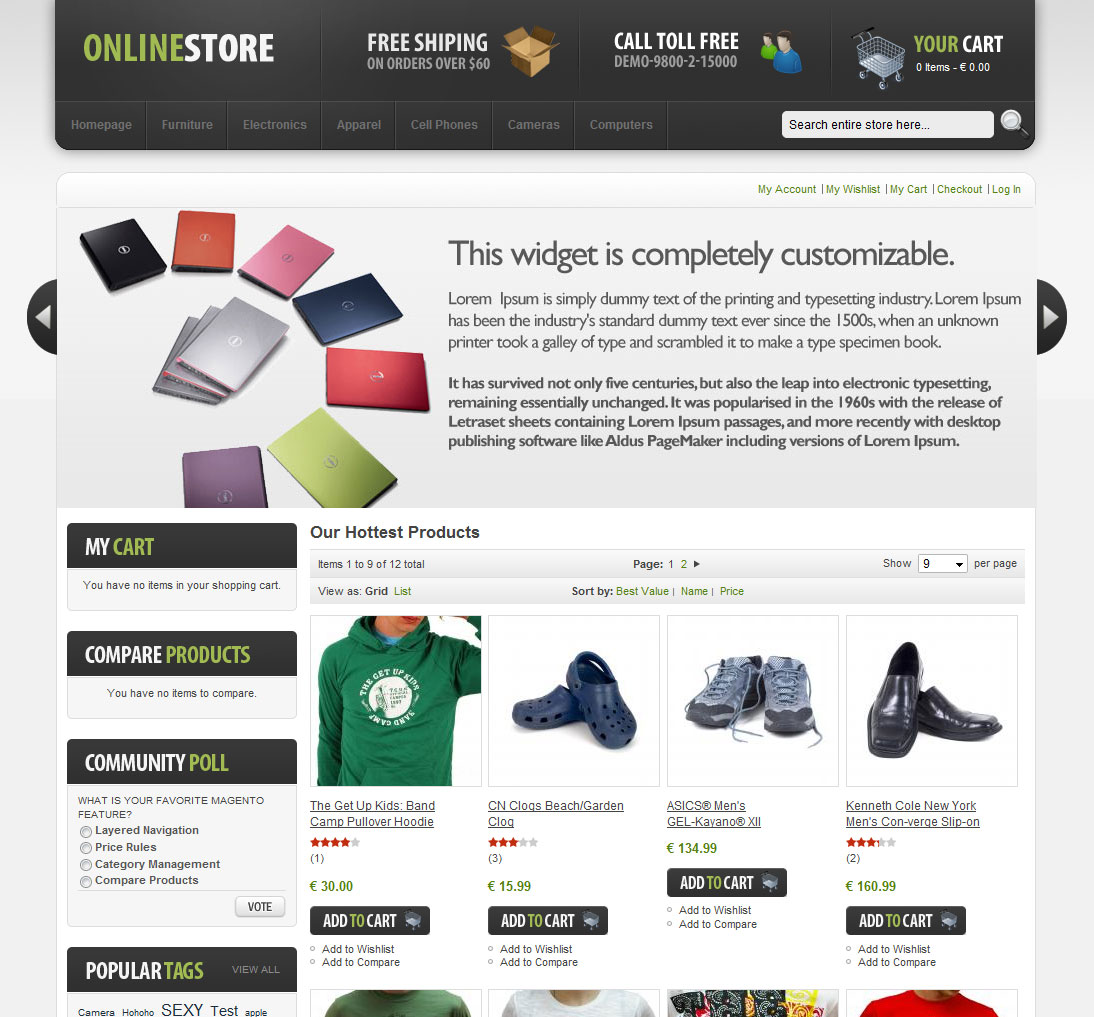 ONLINESTORE
FREE SHIPING
ON ORDERS OVER $60
CALL TOLL FREE
DEMO-9800-2-15000
YOUR CART
0 Items - € 0.00
Homepage
Furniture
Electronics
Apparel
Cell Phones
Cameras
Computers
Search entire store here...
My Account | My Wishlist | My Cart | Checkout | Log In
This widget is completely customizable.
Lorem Ipsum is simply dummy text of the printing and typesetting industry. Lorem Ipsum
has been the industry's standard dummy text ever since the 1500s, when an unknown
printer took a galley of type and scrambled it to make a type specimen book.
It has survived not only five centuries, but also the leap into electronic typesetting,
remaining essentially unchanged. It was popularised in the 1960s with the release of
Letraset sheets containing Lorem Ipsum passages, and more recently with desktop
publishing software like Aldus PageMaker including versions of Lorem Ipsum.
MY CART
You have no items in your shopping cart.
COMPARE PRODUCTS
You have no items to compare.
COMMUNITY POLL
WHAT IS YOUR FAVORITE MAGENTO
FEATURE?
Layered Navigation
Price Rules
Category Management
Compare Products
VOTE
POPULAR TAGS
VIEW ALL
Camera Hohoho SEXY Test apple
Our Hottest Products
Items 1 to 9 of 12 total
Page: 1 2
Show 9 per page
View as: Grid List
Sort by: Best Value | Name | Price
THE GET UP KIDS
BAND CAMP
The Get Up Kids: Band
Camp Pullover Hoodie
(1)
€ 30.00
ADD TO CART
Add to Wishlist
Add to Compare
CN Clogs Beach/Garden
Clog
(3)
€ 15.99
ADD TO CART
Add to Wishlist
Add to Compare
ASICS® Men's
GEL-Kayano® XII
€ 134.99
ADD TO CART
Add to Wishlist
Add to Compare
Kenneth Cole New York
Men's Con-verge Slip-on
(2)
€ 160.99
ADD TO CART
Add to Wishlist
Add to Compare